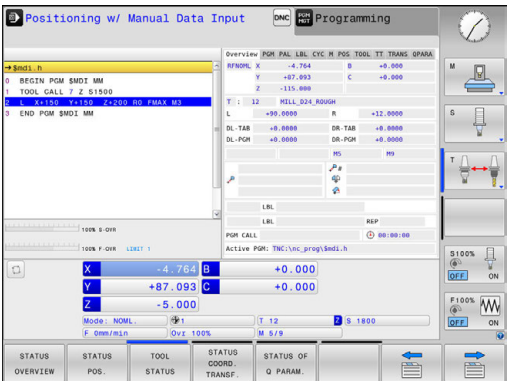 Positioning w/ Manual Data Input
DNC
PGM MGT
Programming
→$mdi.h
0 BEGIN PGM $MDI MM
1 TOOL CALL 7 Z S1500
2 L X+150 Y+150 Z+200 R0 FMAX M3
3 END PGM $MDI MM
100% S-OVR
100% F-OVR LIMIT 1
Overview PGM PAL LBL CYC M POS TOOL TT TRANS QPARA
RFNOML X -4.764 B +0.000
Y +87.093 C +0.000
Z -115.000
T : 12 MILL_D24_ROUGH
L +90.0000 R +12.0000
DL-TAB +0.0000 DR-TAB +0.0000
DL-PGM +0.0000 DR-PGM +0.0000
M5 M9
LBL
LBL REP
PGM CALL 00:00:00
Active PGM: TNC:\nc_prog\$mdi.h
X -4.764 B +0.000
Y +87.093 C +0.000
Z -5.000
Mode: NOML. 1 T 12 Z S 1800
F 0mm/min Ovr 100% M 5/9
M
S
T
S100%
OFF ON
F100%
OFF ON
STATUS OVERVIEW
STATUS POS.
TOOL STATUS
STATUS COORD. TRANSF.
STATUS OF Q PARAM.